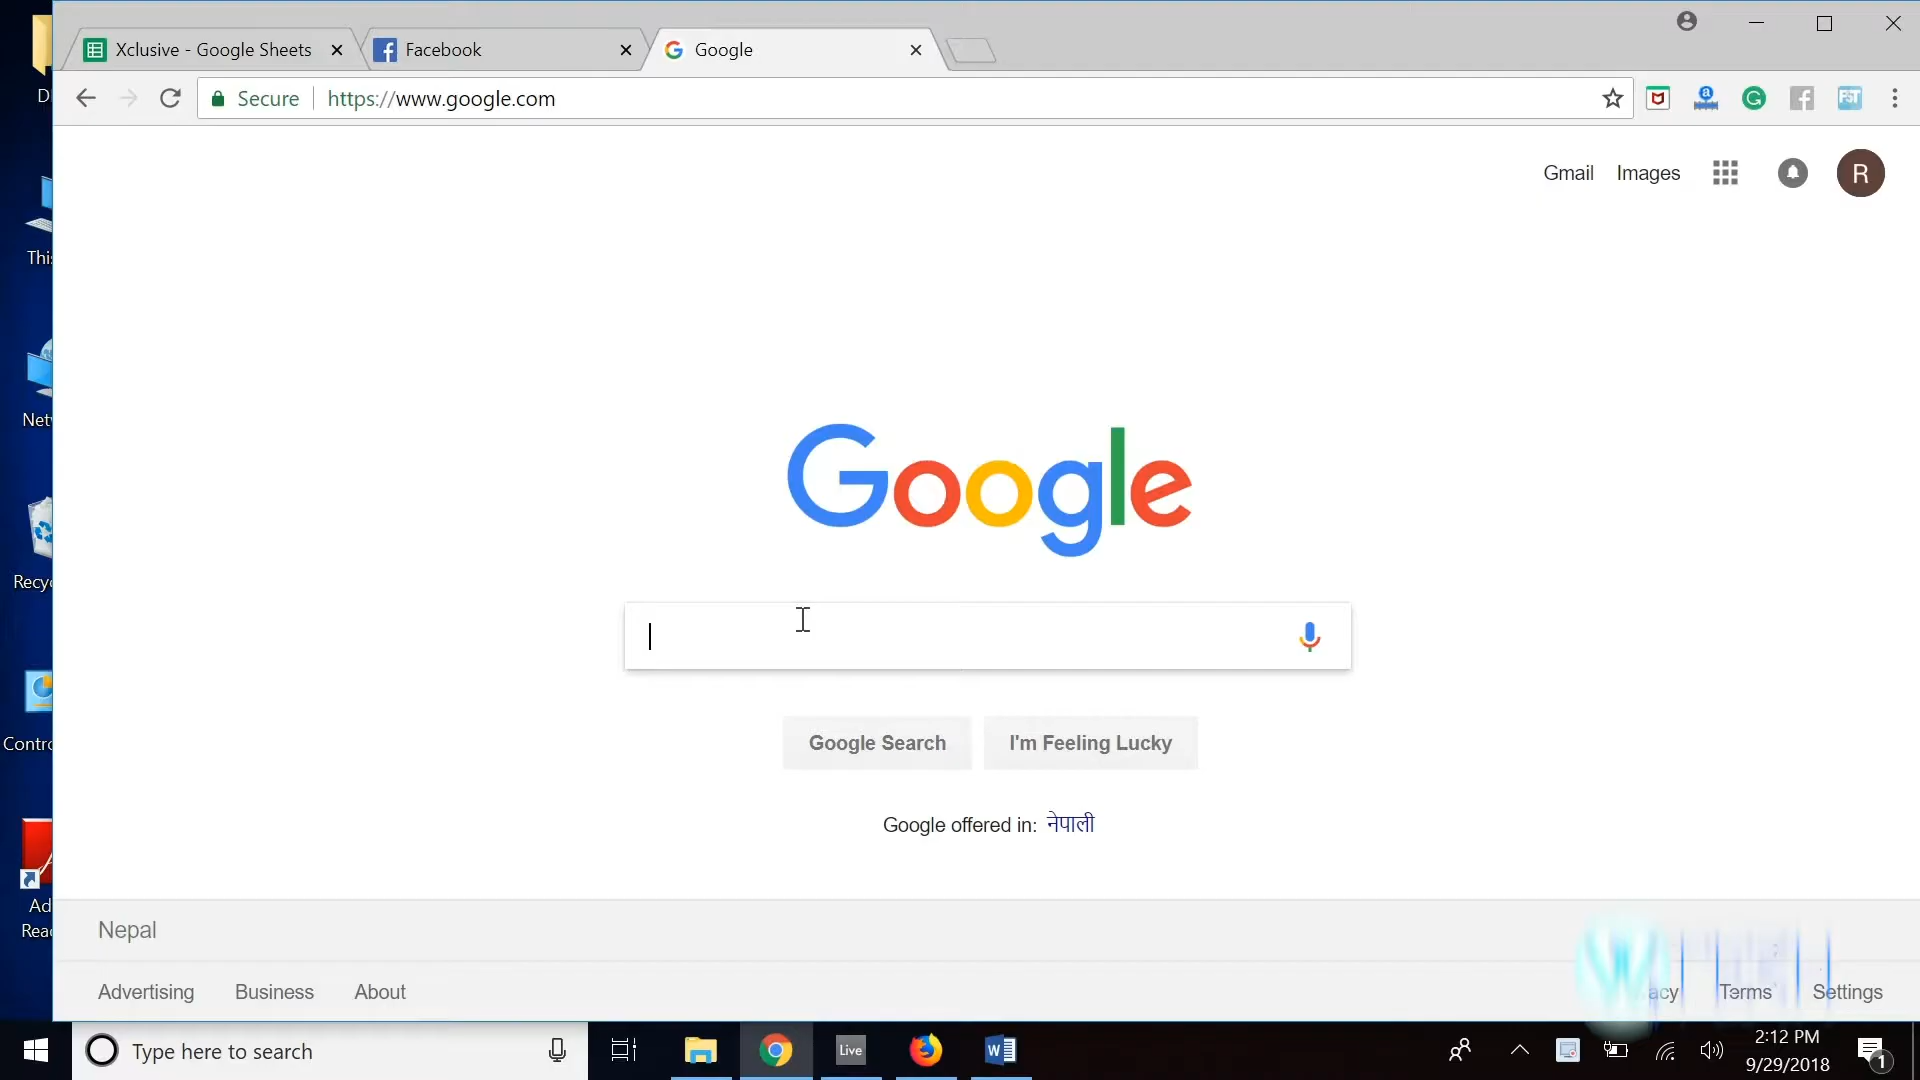 Xclusive - Google Sheets
Facebook
Google
Secure
https://www.google.com
Gmail
Images
R
Google
Google Search
I'm Feeling Lucky
Google offered in: नेपाली
Nepal
Advertising
Business
About
Terms
Settings
Type here to search
Live
2:12 PM
9/29/2018
1